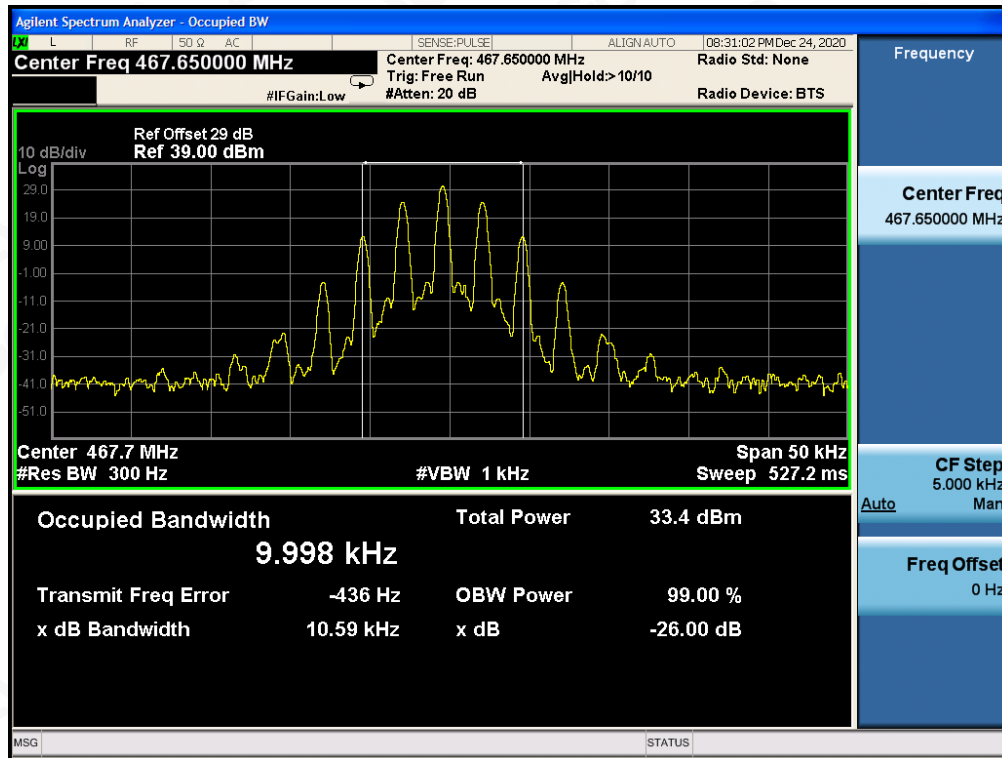 Agilent Spectrum Analyzer - Occupied BW
LXI L RF 50 Ω AC SENSE:PULSE ALIGN AUTO 08:31:02 PM Dec 24, 2020
Center Freq 467.650000 MHz
#IFGain:Low
Center Freq: 467.650000 MHz
Trig: Free Run Avg|Hold:>10/10
#Atten: 20 dB
Radio Std: None
Radio Device: BTS
Frequency
Ref Offset 29 dB
10 dB/div Ref 39.00 dBm
Log
29.0
19.0
9.00
-1.00
-11.0
-21.0
-31.0
-41.0
-51.0
Center 467.7 MHz Span 50 kHz
#Res BW 300 Hz #VBW 1 kHz Sweep 527.2 ms
Occupied Bandwidth Total Power 33.4 dBm
9.998 kHz
Transmit Freq Error -436 Hz OBW Power 99.00 %
x dB Bandwidth 10.59 kHz x dB -26.00 dB
Center Freq
467.650000 MHz
CF Step
5.000 kHz
Auto Man
Freq Offset
0 Hz
MSG STATUS